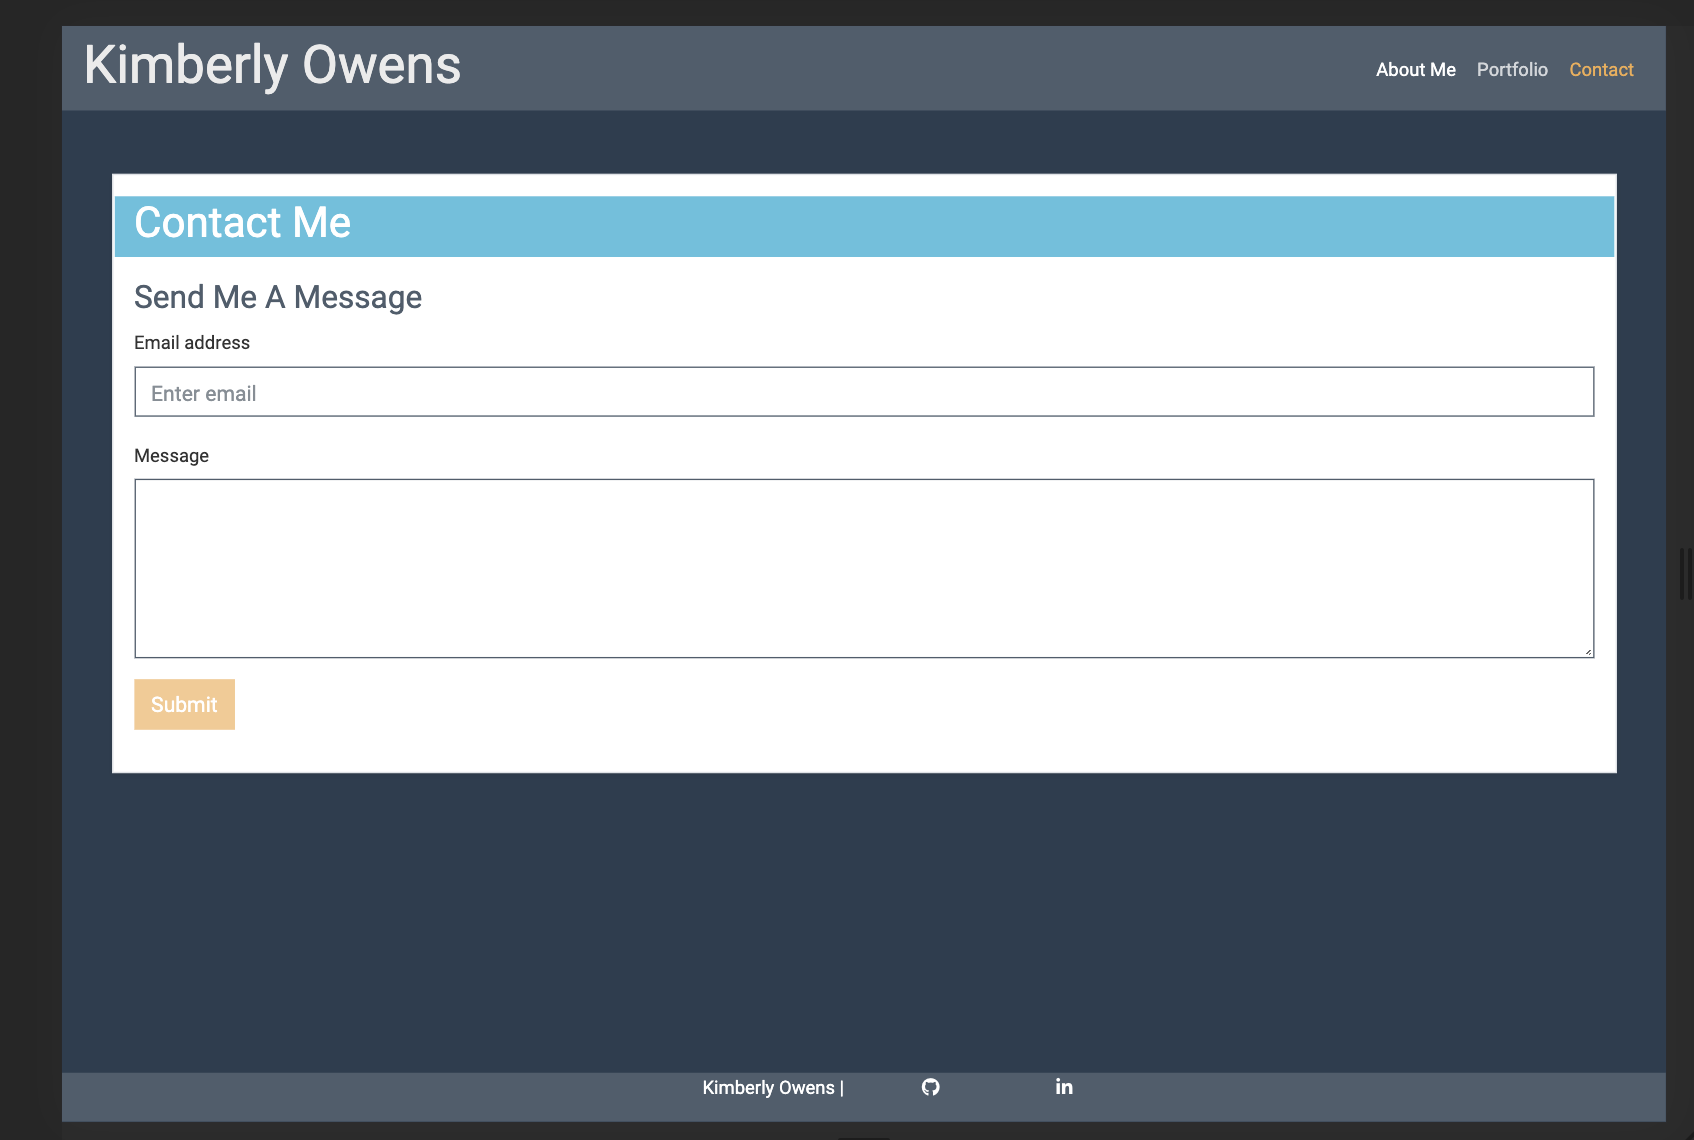 Kimberly Owens
About Me Portfolio Contact
Contact Me
Send Me A Message
Email address
Enter email
Message
Submit
Kimberly Owens |
in